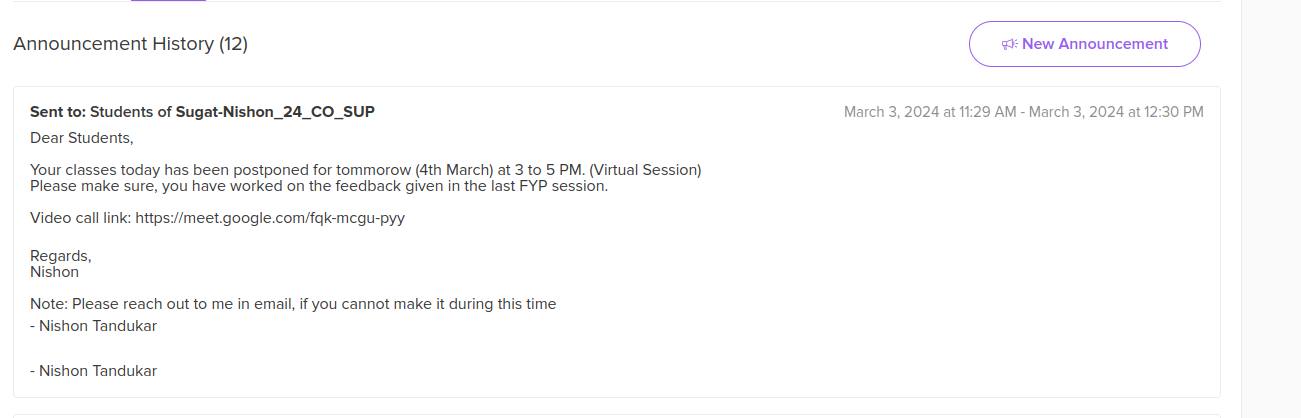 Announcement History (12)
New Announcement
Sent to: Students of Sugat-Nishon_24_CO_SUP
March 3, 2024 at 11:29 AM - March 3, 2024 at 12:30 PM
Dear Students,
Your classes today has been postponed for tommorow (4th March) at 3 to 5 PM. (Virtual Session)
Please make sure, you have worked on the feedback given in the last FYP session.
Video call link: https://meet.google.com/fqk-mcgu-pyy
Regards,
Nishon
Note: Please reach out to me in email, if you cannot make it during this time
- Nishon Tandukar
- Nishon Tandukar